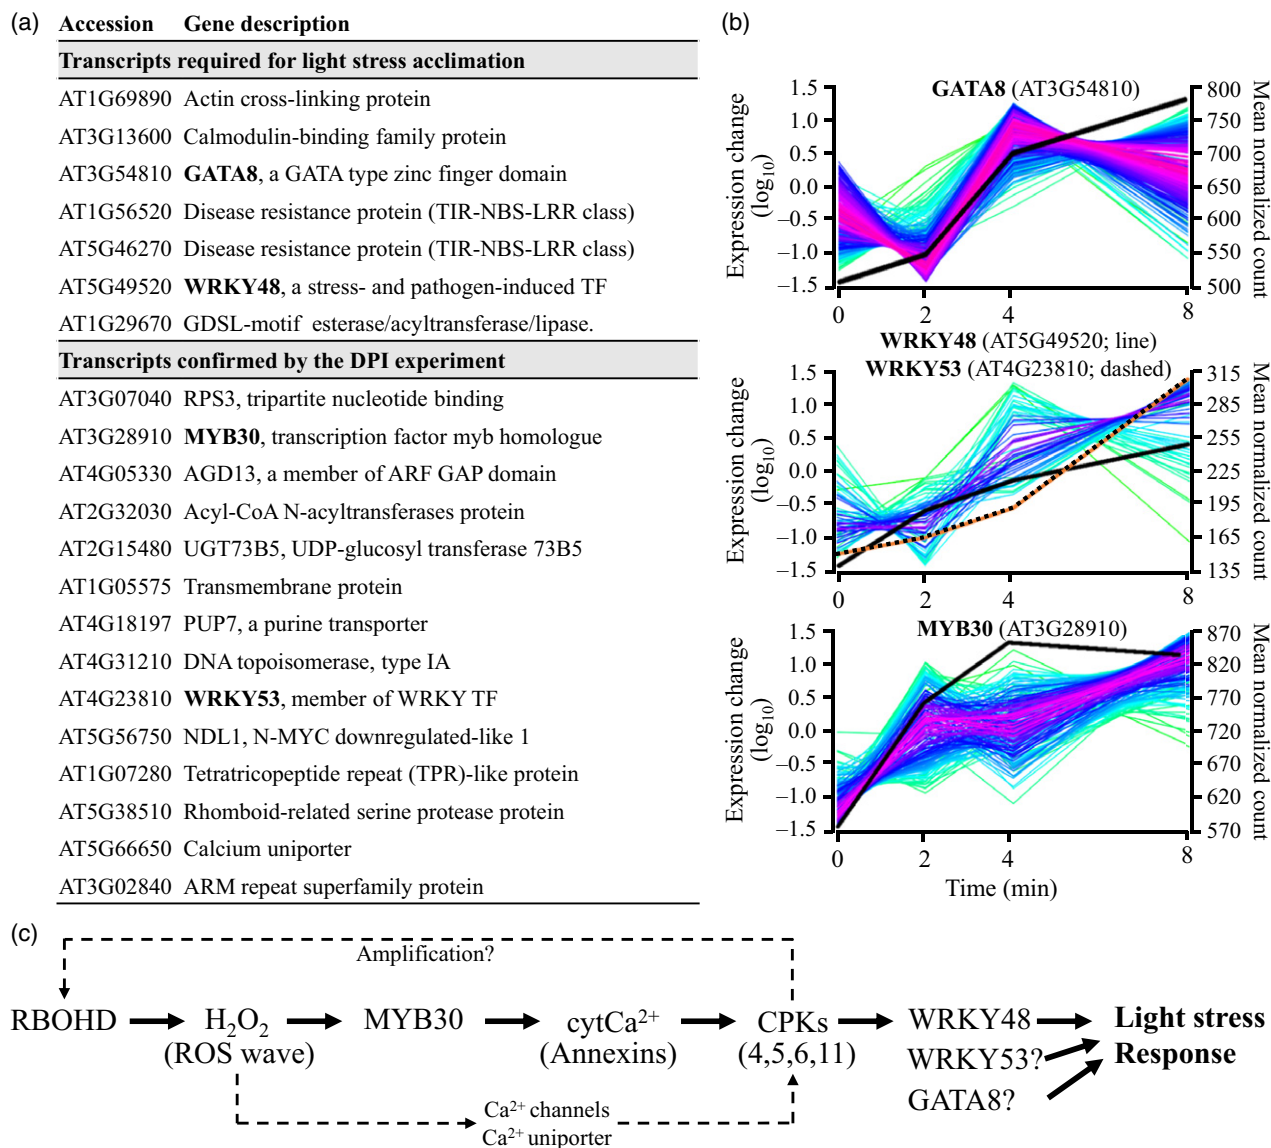 (a) Accession Gene description
Transcripts required for light stress acclimation
AT1G69890 Actin cross-linking protein
AT3G13600 Calmodulin-binding family protein
AT3G54810 GATA8, a GATA type zinc finger domain
AT1G56520 Disease resistance protein (TIR-NBS-LRR class)
AT5G46270 Disease resistance protein (TIR-NBS-LRR class)
AT5G49520 WRKY48, a stress- and pathogen-induced TF
AT1G29670 GDSL-motif esterase/acyltransferase/lipase.
Transcripts confirmed by the DPI experiment
AT3G07040 RPS3, tripartite nucleotide binding
AT3G28910 MYB30, transcription factor myb homologue
AT4G05330 AGD13, a member of ARF GAP domain
AT2G32030 Acyl-CoA N-acyltransferases protein
AT2G15480 UGT73B5, UDP-glucosyl transferase 73B5
AT1G05575 Transmembrane protein
AT4G18197 PUP7, a purine transporter
AT4G31210 DNA topoisomerase, type IA
AT4G23810 WRKY53, member of WRKY TF
AT5G56750 NDL1, N-MYC downregulated-like 1
AT1G07280 Tetratricopeptide repeat (TPR)-like protein
AT5G38510 Rhomboid-related serine protease protein
AT5G66650 Calcium uniporter
AT3G02840 ARM repeat superfamily protein
(b)
GATA8 (AT3G54810)
Expression change
(log10)
1.5
1.0
0.5
0.0
−0.5
−1.0
−1.5
800
750
700
650
600
550
500
Mean normalized count
0 2 4 8
WRKY48 (AT5G49520; line)
WRKY53 (AT4G23810; dashed)
Expression change
(log10)
1.5
1.0
0.5
0.0
−0.5
−1.0
−1.5
315
285
255
225
195
165
135
Mean normalized count
0 2 4 8
MYB30 (AT3G28910)
Expression change
(log10)
1.5
1.0
0.5
0.0
−0.5
−1.0
−1.5
870
820
770
720
670
620
570
Mean normalized count
0 2 4 8
Time (min)
(c)
Amplification?
RBOHD H2O2 MYB30 cytCa2+ CPKs WRKY48 Light stress
(ROS wave) (Annexins) (4,5,6,11) WRKY53? Response
GATA8?
Ca2+ channels
Ca2+ uniporter